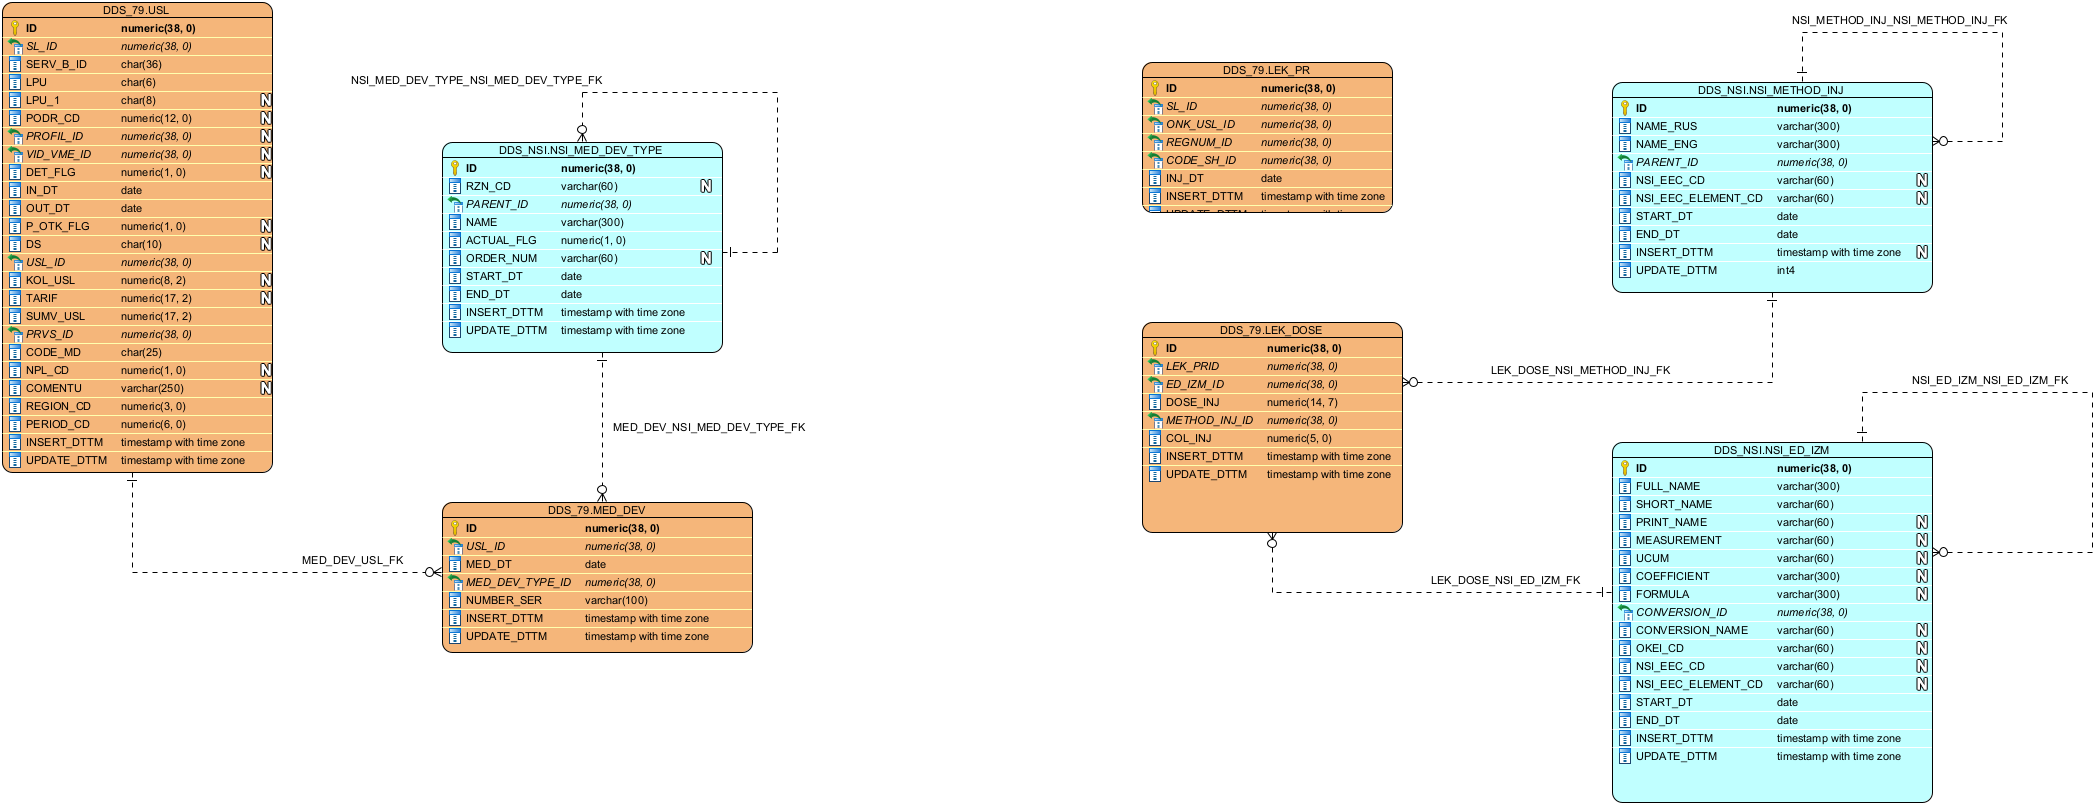 DDS_79.USL
ID numeric(38, 0)
SL_ID numeric(38, 0)
SERV_B_ID char(36)
LPU char(6)
LPU_1 char(8) N
PODR_CD numeric(12, 0) N
PROFIL_ID numeric(38, 0) N
VID_VME_ID numeric(38, 0) N
DET_FLG numeric(1, 0) N
IN_DT date
OUT_DT date
P_OTK_FLG numeric(1, 0) N
DS char(10) N
USL_ID numeric(38, 0)
KOL_USL numeric(8, 2) N
TARIF numeric(17, 2) N
SUMV_USL numeric(17, 2)
PRVS_ID numeric(38, 0)
CODE_MD char(25)
NPL_CD numeric(1, 0) N
COMENTU varchar(250) N
REGION_CD numeric(3, 0)
PERIOD_CD numeric(6, 0)
INSERT_DTTM timestamp with time zone
UPDATE_DTTM timestamp with time zone
MED_DEV_USL_FK
NSI_MED_DEV_TYPE_NSI_MED_DEV_TYPE_FK
DDS_NSI.NSI_MED_DEV_TYPE
ID numeric(38, 0)
RZN_CD varchar(60) N
PARENT_ID numeric(38, 0)
NAME varchar(300)
ACTUAL_FLG numeric(1, 0)
ORDER_NUM varchar(60) N
START_DT date
END_DT date
INSERT_DTTM timestamp with time zone
UPDATE_DTTM timestamp with time zone
MED_DEV_NSI_MED_DEV_TYPE_FK
DDS_79.MED_DEV
ID numeric(38, 0)
USL_ID numeric(38, 0)
MED_DT date
MED_DEV_TYPE_ID numeric(38, 0)
NUMBER_SER varchar(100)
INSERT_DTTM timestamp with time zone
UPDATE_DTTM timestamp with time zone
DDS_79.LEK_PR
ID numeric(38, 0)
SL_ID numeric(38, 0)
ONK_USL_ID numeric(38, 0)
REGNUM_ID numeric(38, 0)
CODE_SH_ID numeric(38, 0)
INJ_DT date
INSERT_DTTM timestamp with time zone
DDS_79.LEK_DOSE
ID numeric(38, 0)
LEK_PRID numeric(38, 0)
ED_IZM_ID numeric(38, 0)
DOSE_INJ numeric(14, 7)
METHOD_INJ_ID numeric(38, 0)
COL_INJ numeric(5, 0)
INSERT_DTTM timestamp with time zone
UPDATE_DTTM timestamp with time zone
NSI_METHOD_INJ_NSI_METHOD_INJ_FK
DDS_NSI.NSI_METHOD_INJ
ID numeric(38, 0)
NAME_RUS varchar(300)
NAME_ENG varchar(300)
PARENT_ID numeric(38, 0)
NSI_EEC_CD varchar(60) N
NSI_EEC_ELEMENT_CD varchar(60) N
START_DT date
END_DT date
INSERT_DTTM timestamp with time zone N
UPDATE_DTTM int4
LEK_DOSE_NSI_METHOD_INJ_FK
NSI_ED_IZM_NSI_ED_IZM_FK
LEK_DOSE_NSI_ED_IZM_FK
DDS_NSI.NSI_ED_IZM
ID numeric(38, 0)
FULL_NAME varchar(300)
SHORT_NAME varchar(60)
PRINT_NAME varchar(60) N
MEASUREMENT varchar(60) N
UCUM varchar(60) N
COEFFICIENT varchar(300) N
FORMULA varchar(300) N
CONVERSION_ID numeric(38, 0)
CONVERSION_NAME varchar(60) N
OKEI_CD varchar(60) N
NSI_EEC_CD varchar(60) N
NSI_EEC_ELEMENT_CD varchar(60) N
START_DT date
END_DT date
INSERT_DTTM timestamp with time zone
UPDATE_DTTM timestamp with time zone